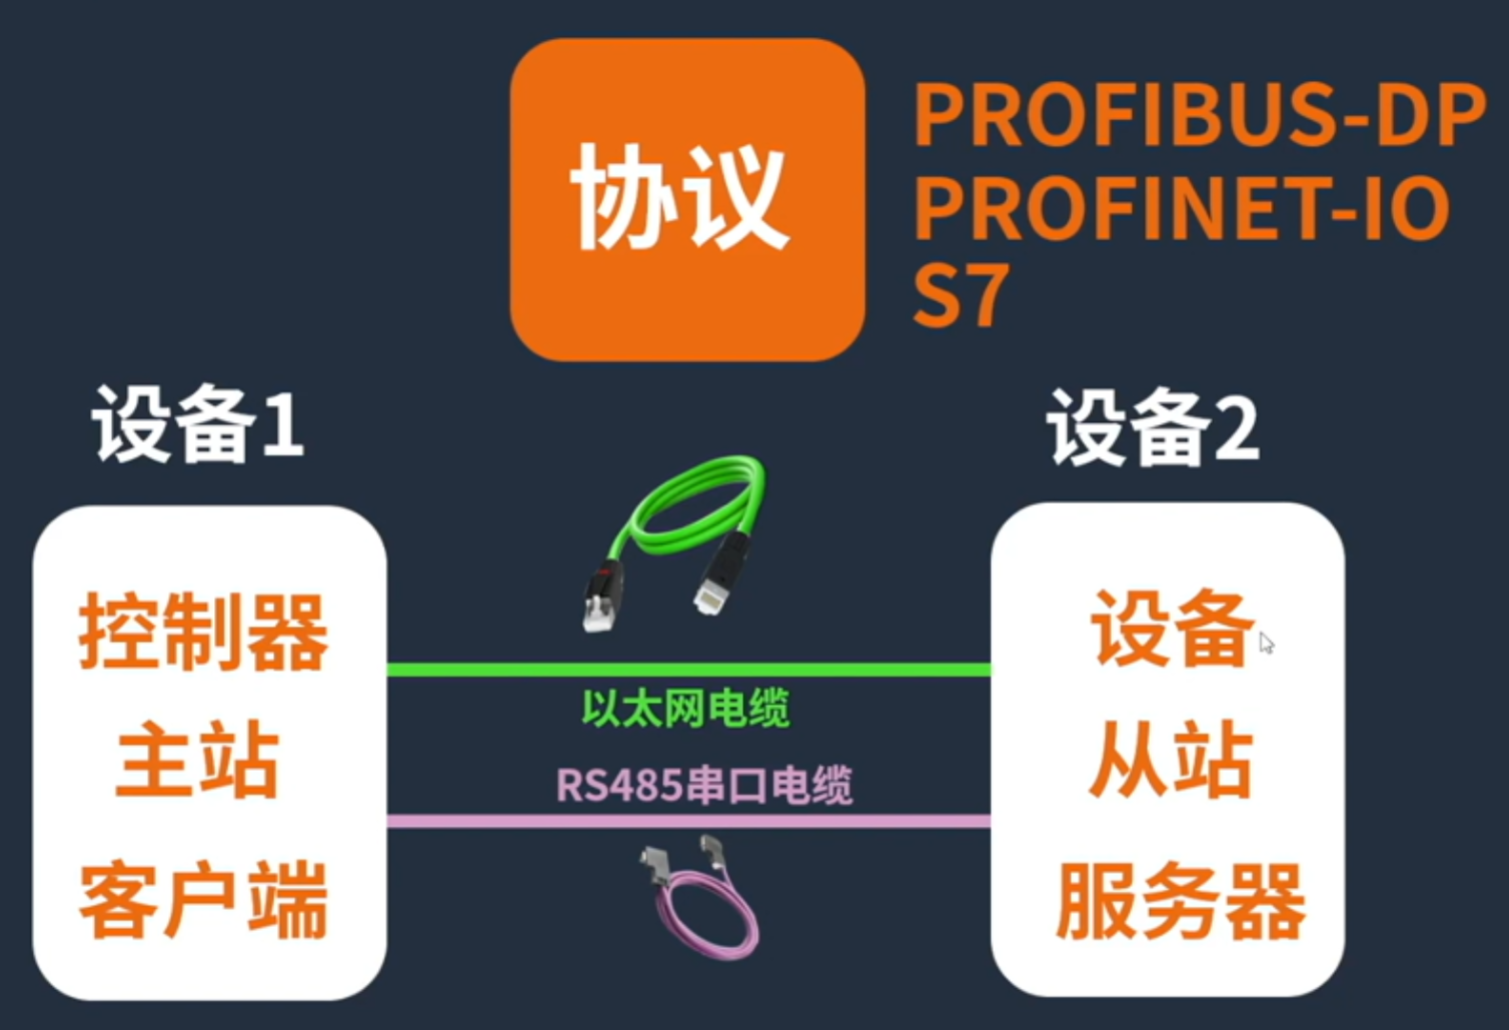 协议
PROFIBUS-DP
PROFINET-IO
S7
设备1
设备2
控制器
主站
客户端
以太网电缆
RS485串口电缆
设备
从站
服务器